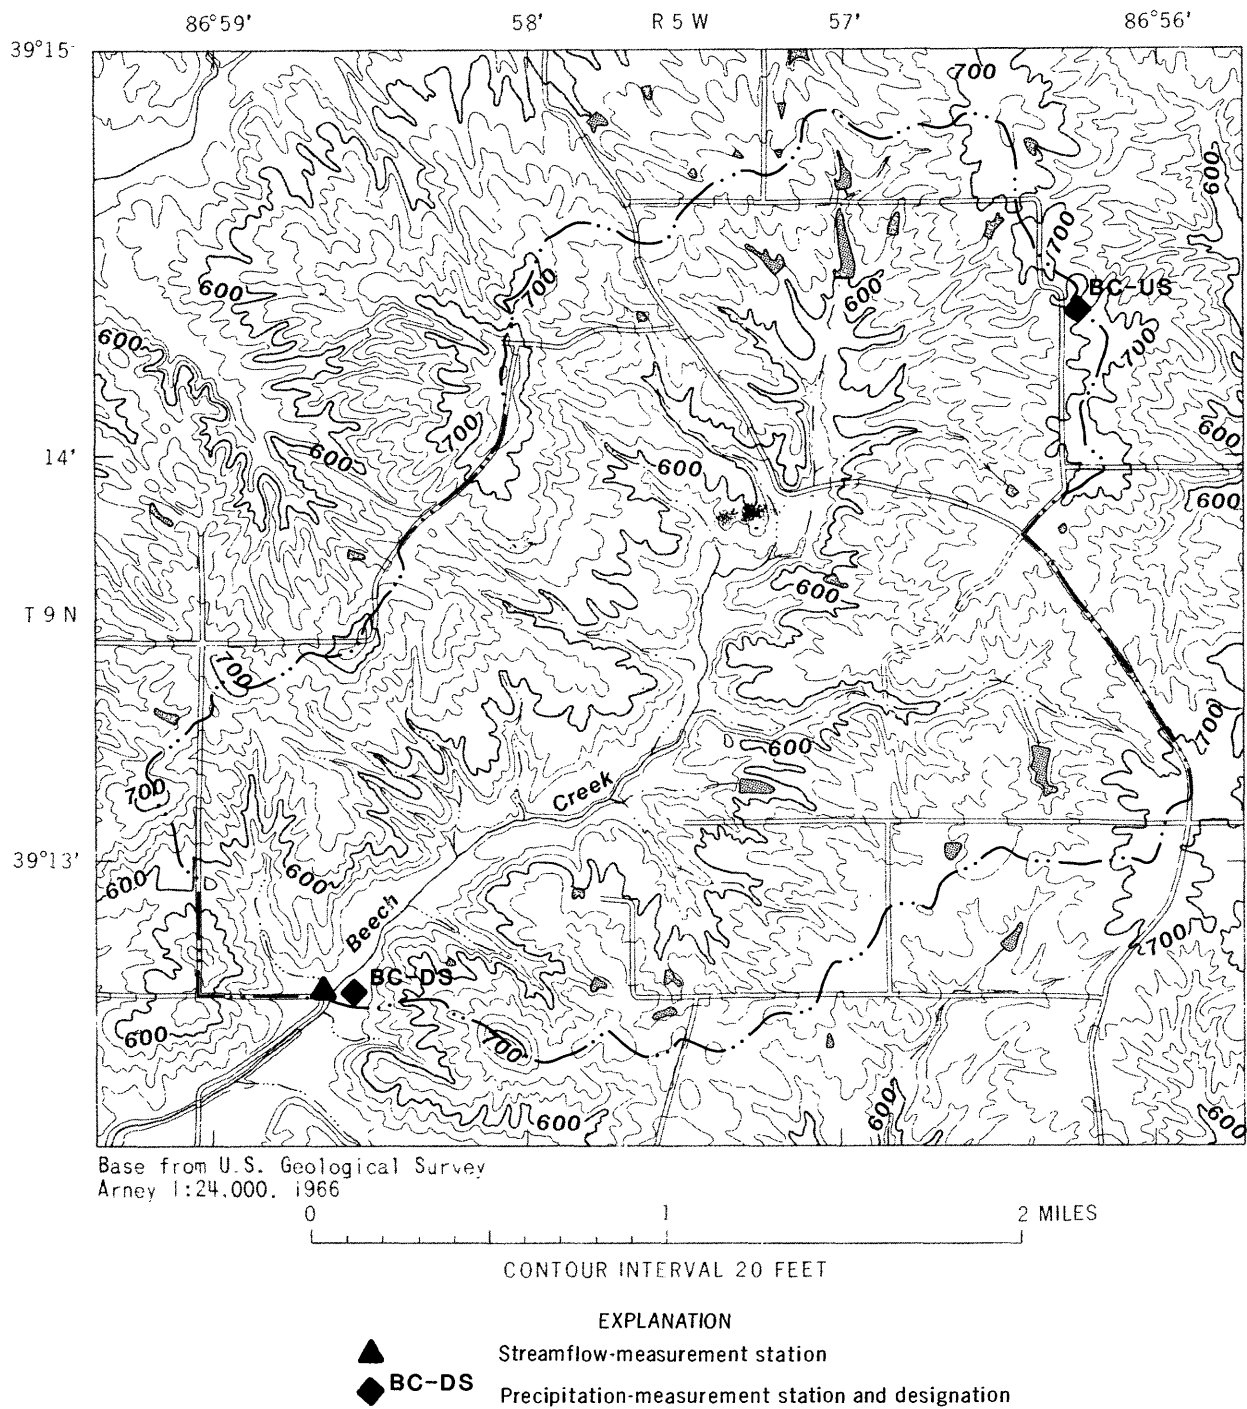 86°59' 58' R 5 W 57' 86°56'
39°15'
700
600
700
BC-US
600
700
600
600
700
700
600
600
600
600
14'
600
600
T 9 N
700
700
600
700
Creek
39°13'
600
600
Beech
700
BC-DS
600
700
600
600
600
Base from U.S. Geological Survey
Arney 1:24,000, 1966
0 1 2 MILES
CONTOUR INTERVAL 20 FEET
EXPLANATION
Streamflow-measurement station
BC-DS Precipitation-measurement station and designation